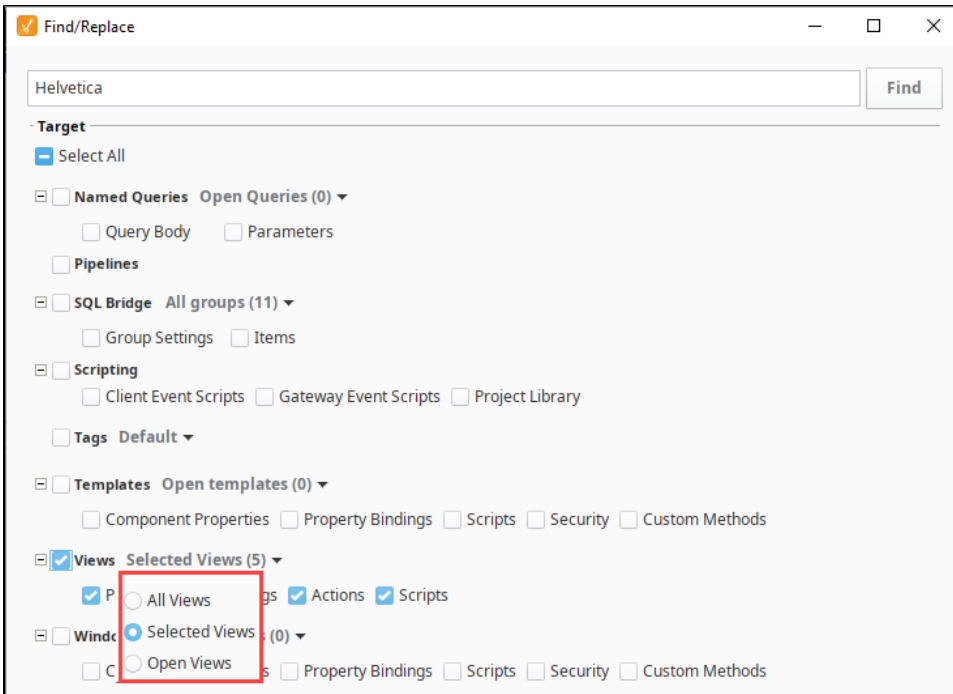 Find/Replace
Helvetica Find
Target
Select All
Named Queries Open Queries (0)
Query Body Parameters
Pipelines
SQL Bridge All groups (11)
Group Settings Items
Scripting
Client Event Scripts Gateway Event Scripts Project Library
Tags Default
Templates Open templates (0)
Component Properties Property Bindings Scripts Security Custom Methods
Views Selected Views (5)
Actions Scripts
All Views
Selected Views
(0)
Open Views
Property Bindings Scripts Security Custom Methods